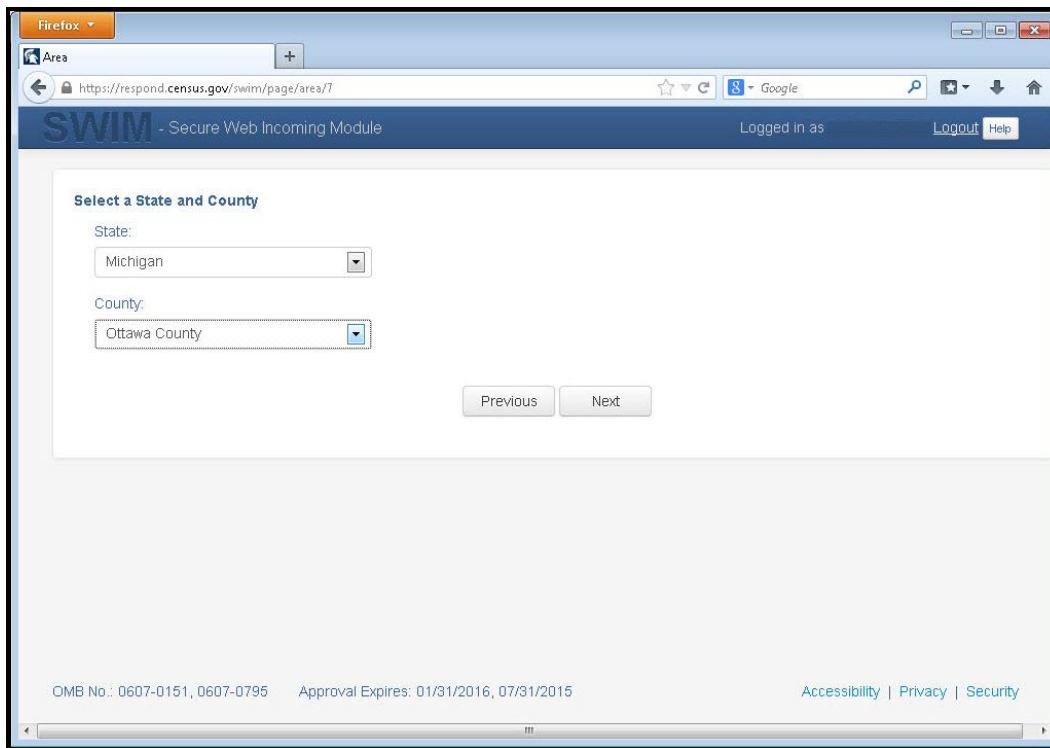 Firefox
Area
https://respond.census.gov/swim/page/area/7
Google
SWIM - Secure Web Incoming Module
Logged in as
Logout
Help
Select a State and County
State:
Michigan
County:
Ottawa County
Previous
Next
OMB No.: 0607-0151, 0607-0795 Approval Expires: 01/31/2016, 07/31/2015
Accessibility | Privacy | Security